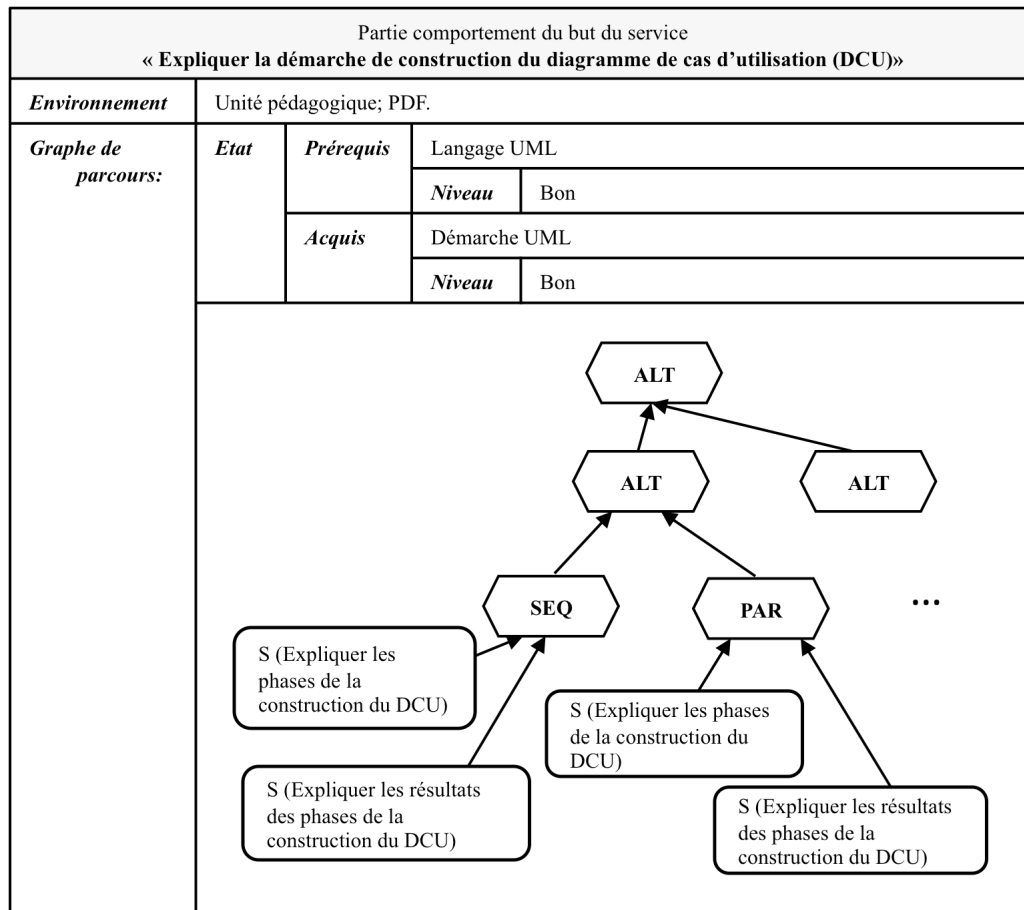 Partie comportement du but du service
« Expliquer la démarche de construction du diagramme de cas d’utilisation (DCU)»
Environnement
Unité pédagogique; PDF.
Graphe de
parcours:
Etat
Prérequis
Langage UML
Niveau
Bon
Acquis
Démarche UML
Niveau
Bon
ALT
ALT
ALT
SEQ
PAR
...
S (Expliquer les
phases de la
construction du DCU)
S (Expliquer les phases
de la construction du
DCU)
S (Expliquer les résultats
des phases de la
construction du DCU)
S (Expliquer les résultats
des phases de la
construction du DCU)